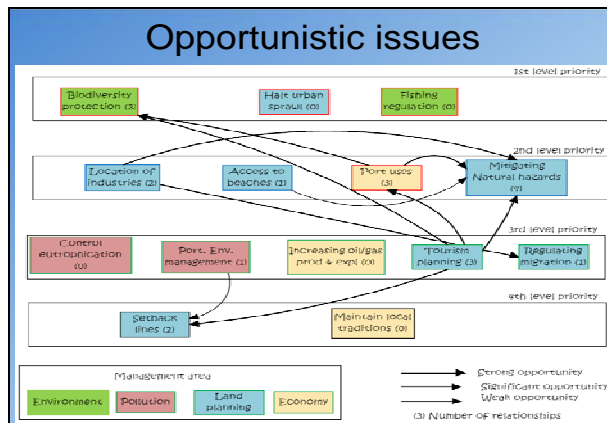 Opportunistic issues
1st level priority
Biodiversity
protection (3)
Halt urban
sprawl (0)
Fishing
regulation (0)
2nd level priority
Location of
industries (2)
Access to
beaches (2)
Port uses
(3)
Mitigating
Natural hazards
3rd level priority
Control
eutrophication
(0)
Port. Env.
management (1)
Increasing oil/gas
prod & expl (0)
Tourism
planning (3)
Regulating
migration (1)
4th level priority
Setback
lines (2)
Maintain local
traditions (0)
Management area
Environment
Pollution
Land
planning
Economy
Strong opportunity
Significant opportunity
Weak opportunity
(3) Number of relationships